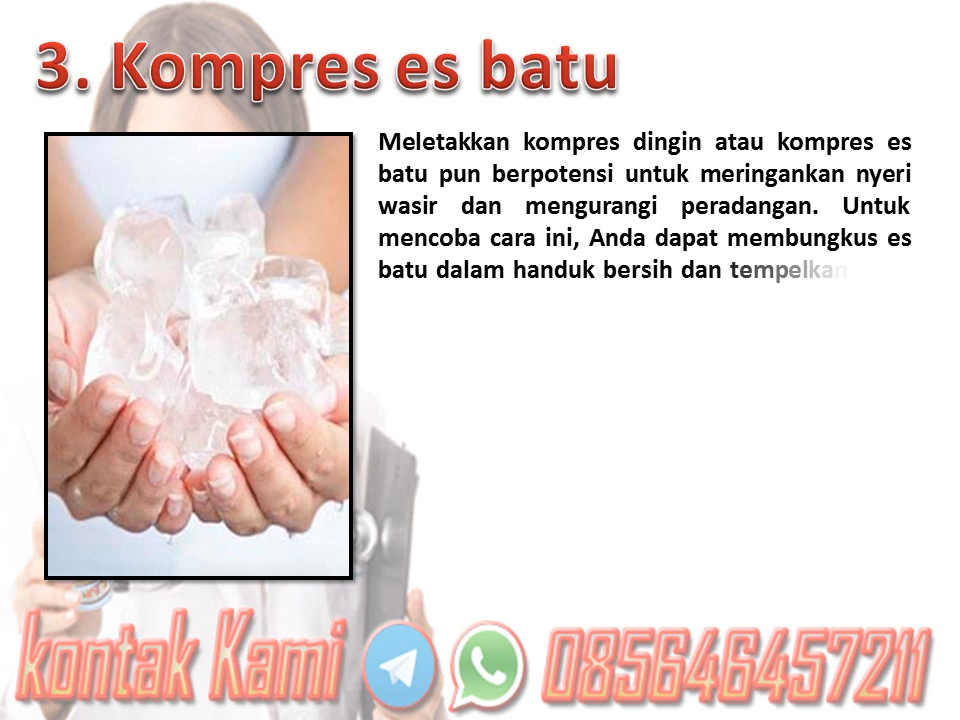 3. Kompres es batu
Meletakkan kompres dingin atau kompres es
batu pun berpotensi untuk meringankan nyeri
wasir dan mengurangi peradangan. Untuk
mencoba cara ini, Anda dapat membungkus es
batu dalam handuk bersih dan tempelkan
kontak Kami 085646457211